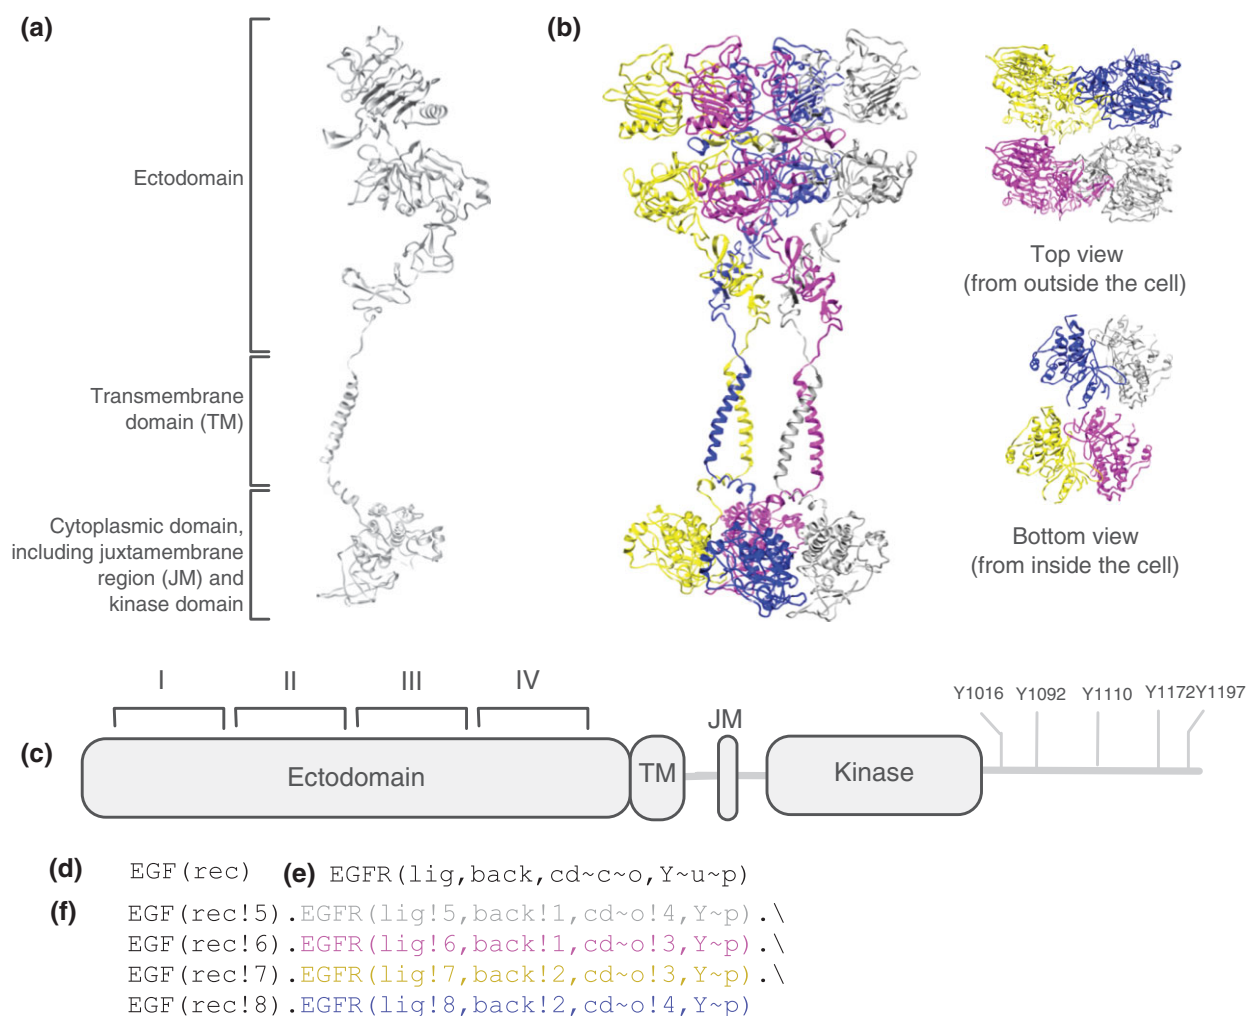 (a)
(b)
Ectodomain
Transmembrane
domain (TM)
Cytoplasmic domain,
including juxtamembrane
region (JM) and
kinase domain
Top view
(from outside the cell)
Bottom view
(from inside the cell)
I II III IV
Y1016 Y1092 Y1110 Y1172 Y1197
JM
(c)
Ectodomain TM Kinase
(d) EGF(rec) (e) EGFR(lig,back,cd~c~o,Y~u~p)
(f) EGF(rec!5).EGFR(lig!5,back!1,cd~o!4,Y~p).\
EGF(rec!6).EGFR(lig!6,back!1,cd~o!3,Y~p).\
EGF(rec!7).EGFR(lig!7,back!2,cd~o!3,Y~p).\
EGF(rec!8).EGFR(lig!8,back!2,cd~o!4,Y~p)